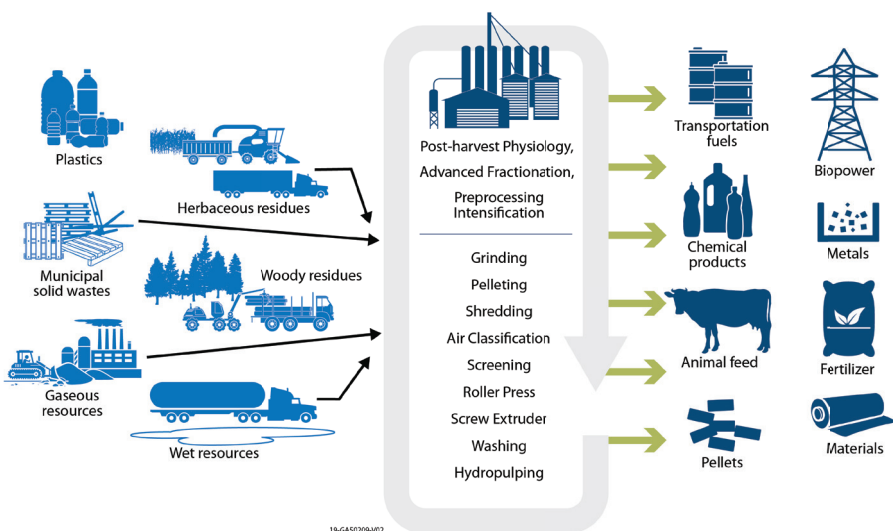 Plastics
Herbaceous residues
Municipal
solid wastes
Woody residues
Gaseous
resources
Wet resources
Post-harvest Physiology,
Advanced Fractionation,
Preprocessing
Intensification
Grinding
Pelleting
Shredding
Air Classification
Screening
Roller Press
Screw Extruder
Washing
Hydropulping
Transportation
fuels
Biopower
Chemical
products
Metals
Animal feed
Fertilizer
Pellets
Materials
19-GA50209-V02